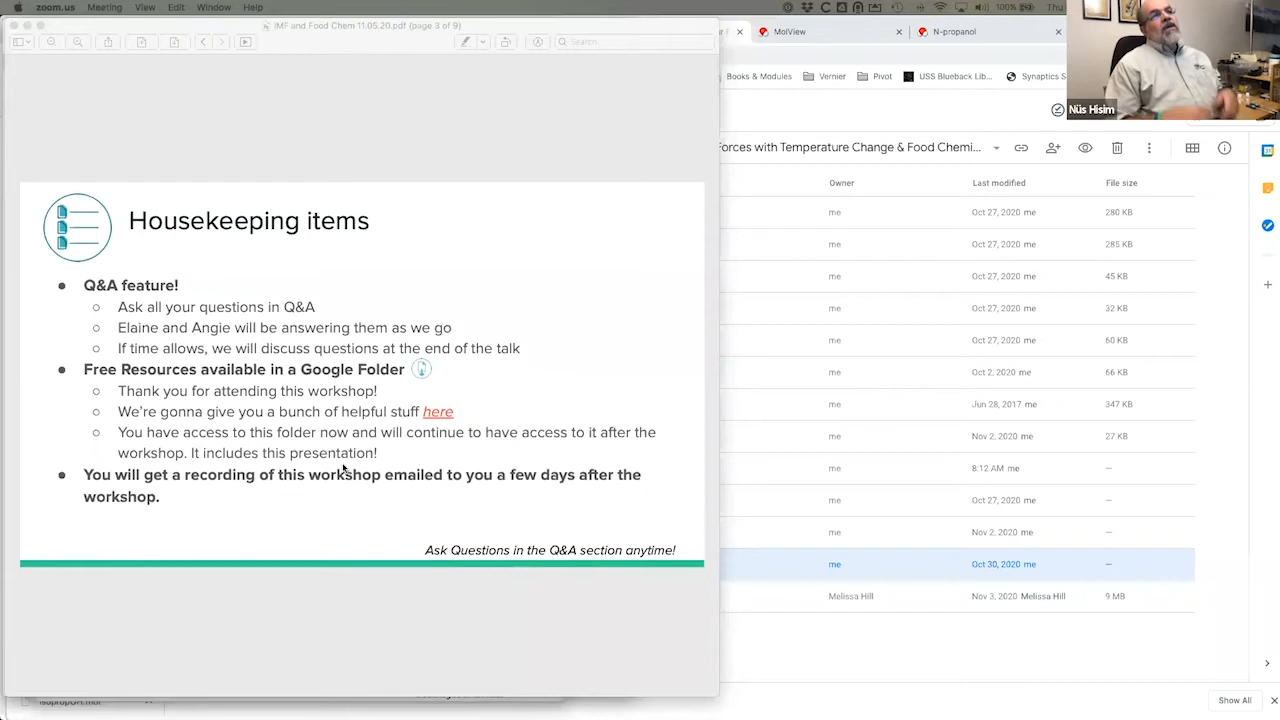 zoom.us Meeting View Edit Window Help
100% Thu
IMF and Food Chem 11.05.20.pdf (page 3 of 9)
Search
MolView
N-propanol
Books & Modules
Vernier
Pivot
USS Blueback Lib...
Synaptics S
Nüs Hisim
Forces with Temperature Change & Food Chemi...
Owner Last modified File size
me Oct 27, 2020 me 280 KB
me Oct 27, 2020 me 285 KB
me Oct 27, 2020 me 45 KB
me Oct 27, 2020 me 32 KB
me Oct 27, 2020 me 60 KB
me Oct 2, 2020 me 66 KB
me Jun 28, 2017 me 347 KB
me Nov 2, 2020 me 27 KB
me 8:12 AM me —
me Oct 27, 2020 me —
me Nov 2, 2020 me —
me Oct 30, 2020 me —
Melissa Hill Nov 3, 2020 Melissa Hill 9 MB
Housekeeping items
● Q&A feature!
○ Ask all your questions in Q&A
○ Elaine and Angie will be answering them as we go
○ If time allows, we will discuss questions at the end of the talk
● Free Resources available in a Google Folder
○ Thank you for attending this workshop!
○ We're gonna give you a bunch of helpful stuff here
○ You have access to this folder now and will continue to have access to it after the
workshop. It includes this presentation!
● You will get a recording of this workshop emailed to you a few days after the
workshop.
Ask Questions in the Q&A section anytime!
Show All